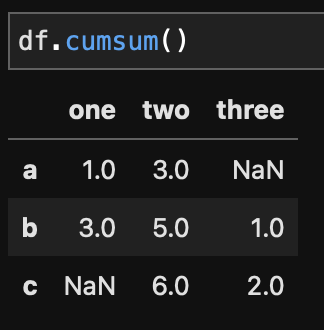 df.cumsum()
one two three
a 1.0 3.0 NaN
b 3.0 5.0 1.0
c NaN 6.0 2.0